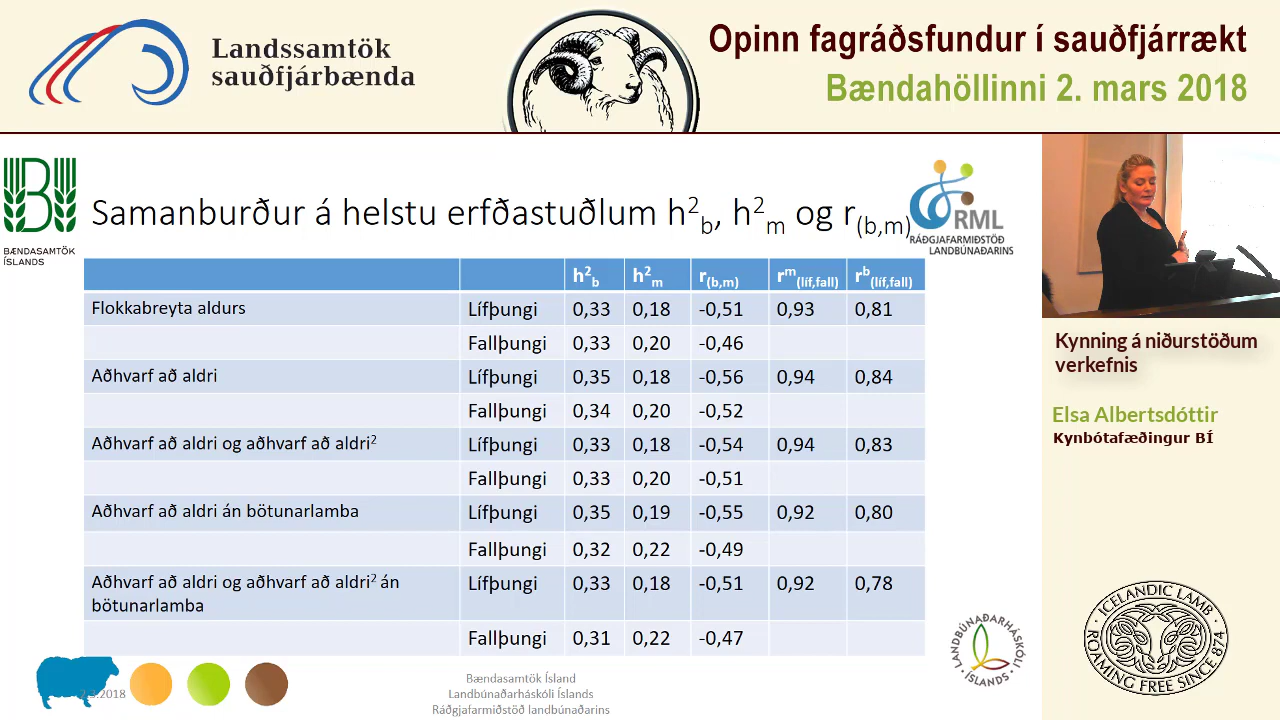 Landssamtök
sauðfjárbænda
Opinn fagráðsfundur í sauðfjárrækt
Bændahöllinni 2. mars 2018
BÆNDASAMTÖK
ÍSLANDS
Samanburður á helstu erfðastuðlum h²b, h²m og r(b,m)
RML
RÁÐGJAFARMIÐSTÖÐ
LANDBÚNAÐARINS
h²b h²m r(b,m) rᵐ(líf,fall) rᵇ(líf,fall)
Flokkabreyta aldurs Lífþungi 0,33 0,18 -0,51 0,93 0,81
Fallþungi 0,33 0,20 -0,46
Aðhvarf að aldri Lífþungi 0,35 0,18 -0,56 0,94 0,84
Fallþungi 0,34 0,20 -0,52
Aðhvarf að aldri og aðhvarf að aldri² Lífþungi 0,33 0,18 -0,54 0,94 0,83
Fallþungi 0,33 0,20 -0,51
Aðhvarf að aldri án bötunarlamba Lífþungi 0,35 0,19 -0,55 0,92 0,80
Fallþungi 0,32 0,22 -0,49
Aðhvarf að aldri og aðhvarf að aldri² án Lífþungi 0,33 0,18 -0,51 0,92 0,78
bötunarlamba
Fallþungi 0,31 0,22 -0,47
2.3.2018
Bændasamtök Ísland
Landbúnaðarháskóli Íslands
Ráðgjafarmiðstöð landbúnaðarins
LANDBÚNAÐARHÁSKÓLI ÍSLANDS
Kynning á niðurstöðum
verkefnis
Elsa Albertsdóttir
Kynbótafæðingur BÍ
ICELANDIC LAMB
ROAMING FREE SINCE 874